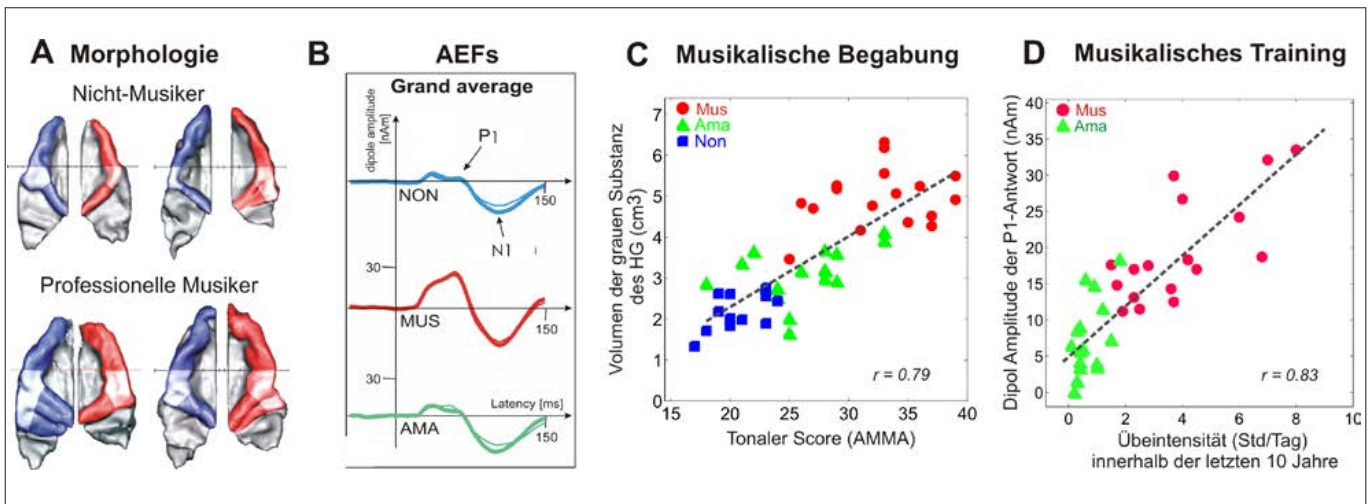 A Morphologie
Nicht-Musiker
Professionelle Musiker
B AEFs
Grand average
dipole amplitude
[nAm]
P1
NON
150
N1
30
MUS
150
30
Latency [ms]
AMA
150
C Musikalische Begabung
Volumen der grauen Substanz
des HG (cm3)
7
6
5
4
3
2
1
0
Mus
Ama
Non
r = 0.79
15 20 25 30 35 40
Tonaler Score (AMMA)
D Musikalisches Training
Dipol Amplitude der P1-Antwort (nAm)
40
35
30
25
20
15
10
5
0
Mus
Ama
r = 0.83
0 2 4 6 8 10
Übeintensität (Std/Tag)
innerhalb der letzten 10 Jahre